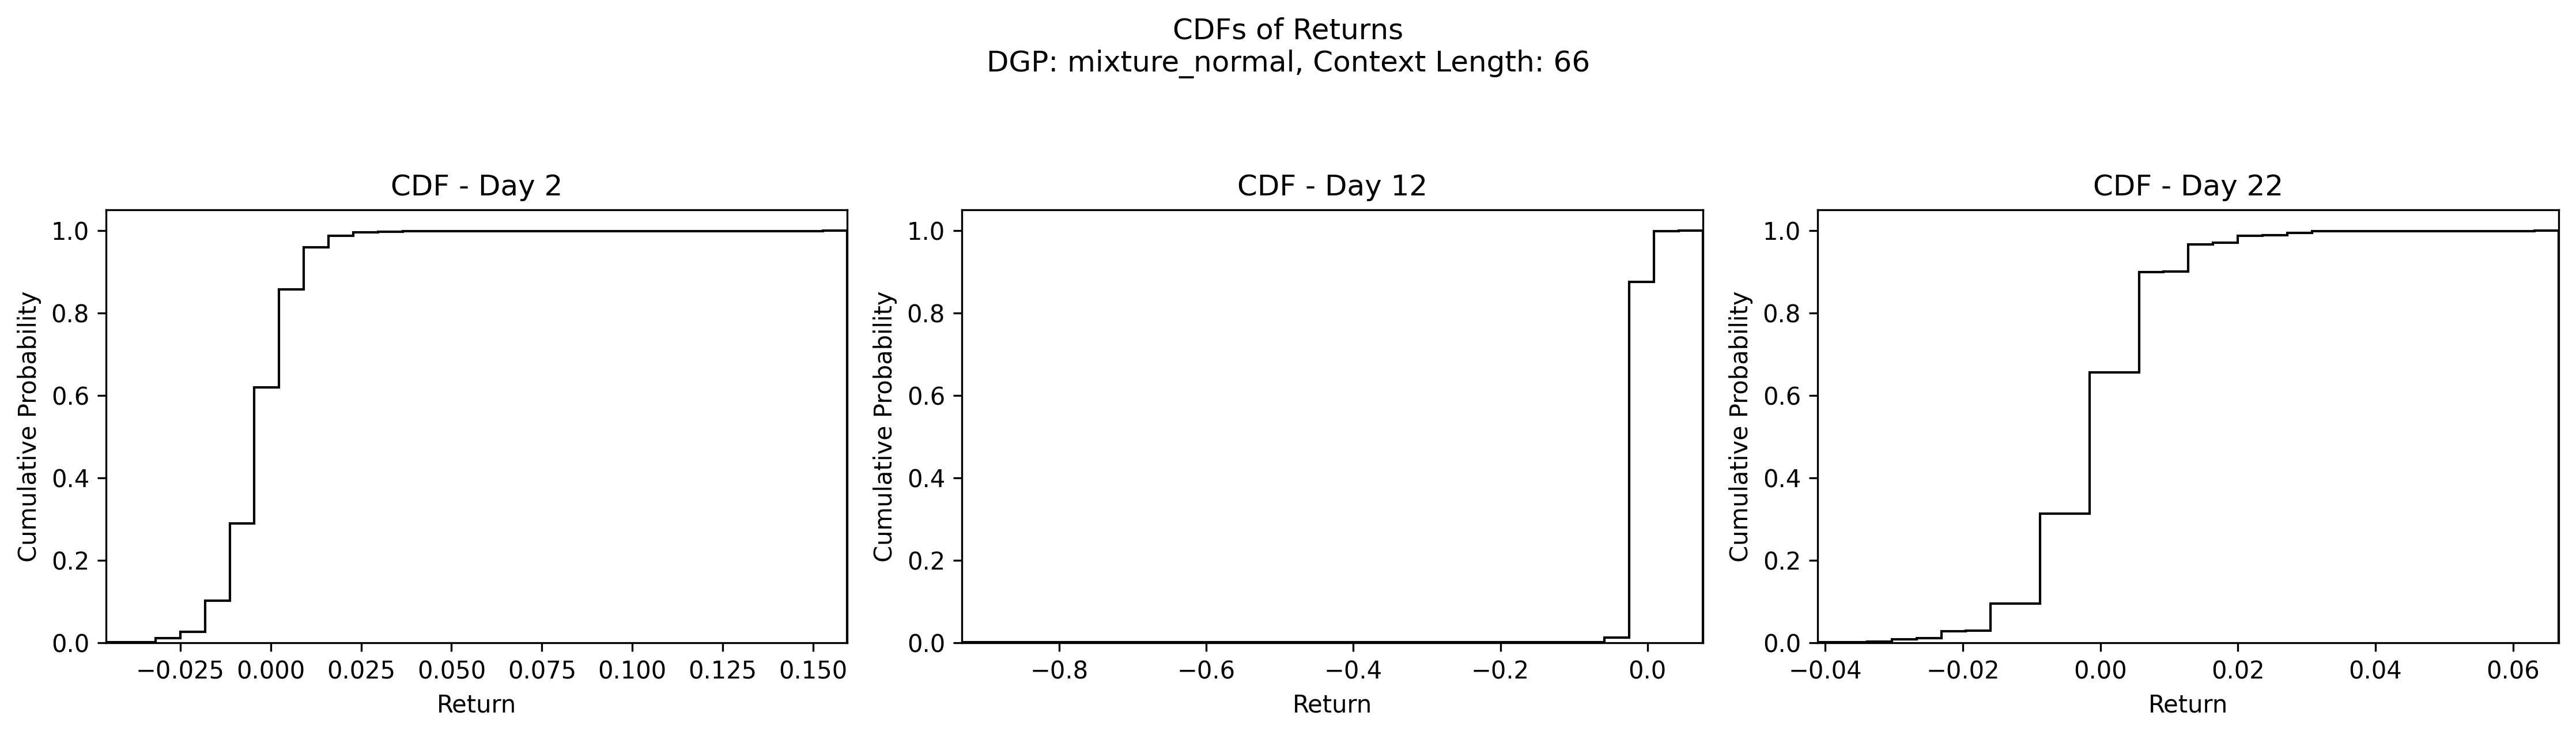 CDFs of Returns
DGP: mixture_normal, Context Length: 66
CDF - Day 2
1.0
0.8
0.6
0.4
0.2
0.0
Cumulative Probability
−0.025 0.000 0.025 0.050 0.075 0.100 0.125 0.150
Return
CDF - Day 12
1.0
0.8
0.6
0.4
0.2
0.0
Cumulative Probability
−0.8 −0.6 −0.4 −0.2 0.0
Return
CDF - Day 22
1.0
0.8
0.6
0.4
0.2
0.0
Cumulative Probability
−0.04 −0.02 0.00 0.02 0.04 0.06
Return